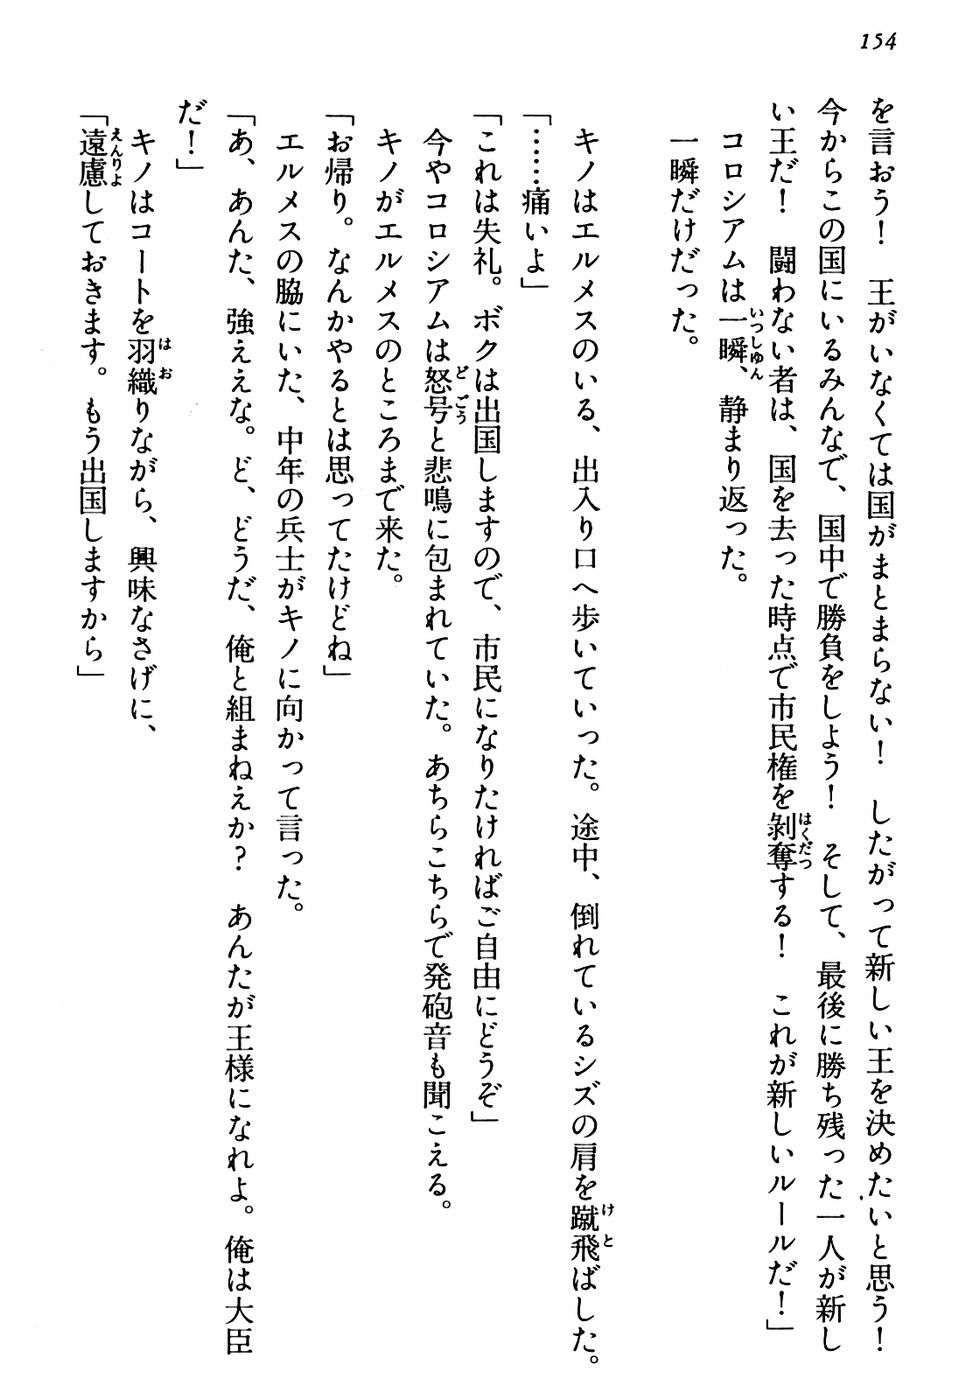 154
を言おう！　王がいなくては国がまとまらない！　したがって新しい王を決めたいと思う！
今からこの国にいるみんなで、国中で勝負をしよう！　そして、最後に勝ち残った一人が新し
い王だ！　闘わない者は、国を去った時点で市民権を剝奪する！　これが新しいルールだ！」
コロシアムは一瞬、静まり返った。
一瞬だけだった。
キノはエルメスのいる、出入り口へ歩いていった。途中、倒れているシズの肩を蹴飛ばした。
「……痛いよ」
「これは失礼。ボクは出国しますので、市民になりたければご自由にどうぞ」
今やコロシアムは怒号と悲鳴に包まれていた。あちらこちらで発砲音も聞こえる。
キノがエルメスのところまで来た。
「お帰り。なんかやるとは思ってたけどね」
エルメスの脇にいた、中年の兵士がキノに向かって言った。
「あ、あんた、強ええな。ど、どうだ、俺と組まねえか？　あんたが王様になれよ。俺は大臣
だ！」
キノはコートを羽織りながら、興味なさげに、
「遠慮しておきます。もう出国しますから」